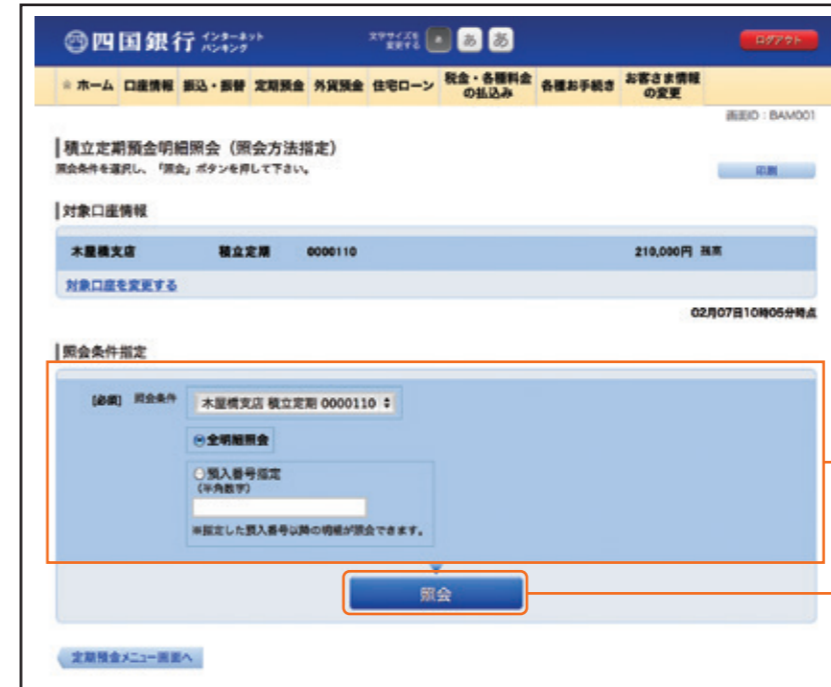 四国銀行 インターネットバンキング
文字サイズを変更する あ あ
ログアウト
ホーム 口座情報 振込・振替 定期預金 外貨預金 住宅ローン 税金・各種料金の払込み 各種お手続き お客さま情報の変更
画面ID：BAM001
積立定期預金明細照会（照会方法指定）
照会条件を選択し、「照会」ボタンを押して下さい。
印刷
対象口座情報
木屋橋支店 積立定期 0000110 210,000円 残高
対象口座を変更する
02月07日10時05分時点
照会条件指定
[必須] 照会条件 木屋橋支店 積立定期 0000110
全明細照会
預入番号指定
（半角数字）
※指定した預入番号以降の明細が照会できます。
照会
定期預金メニュー画面へ